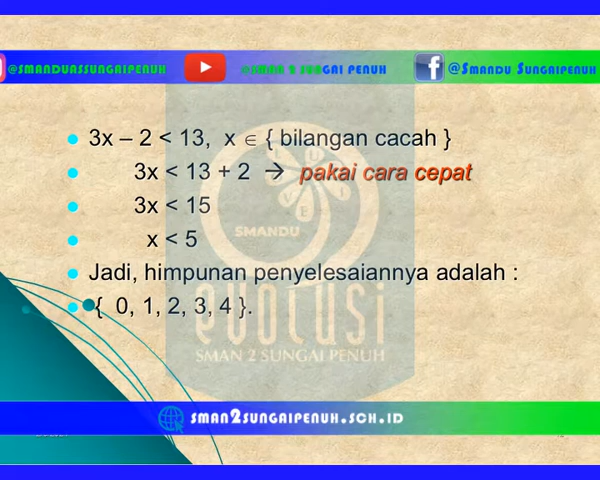 @SMANDUASSUNGAIPENUH
@SMAN 2 SUNGAI PENUH
@SMANDU SUNGAIPENUH
3x – 2 < 13, x ∈ { bilangan cacah }
3x < 13 + 2 → pakai cara cepat
3x < 15
SMANDU
x < 5
Jadi, himpunan penyelesaiannya adalah :
{ 0, 1, 2, 3, 4 }.
evolusi
SMAN 2 SUNGAI PENUH
SMAN2SUNGAIPENUH.SCH.ID